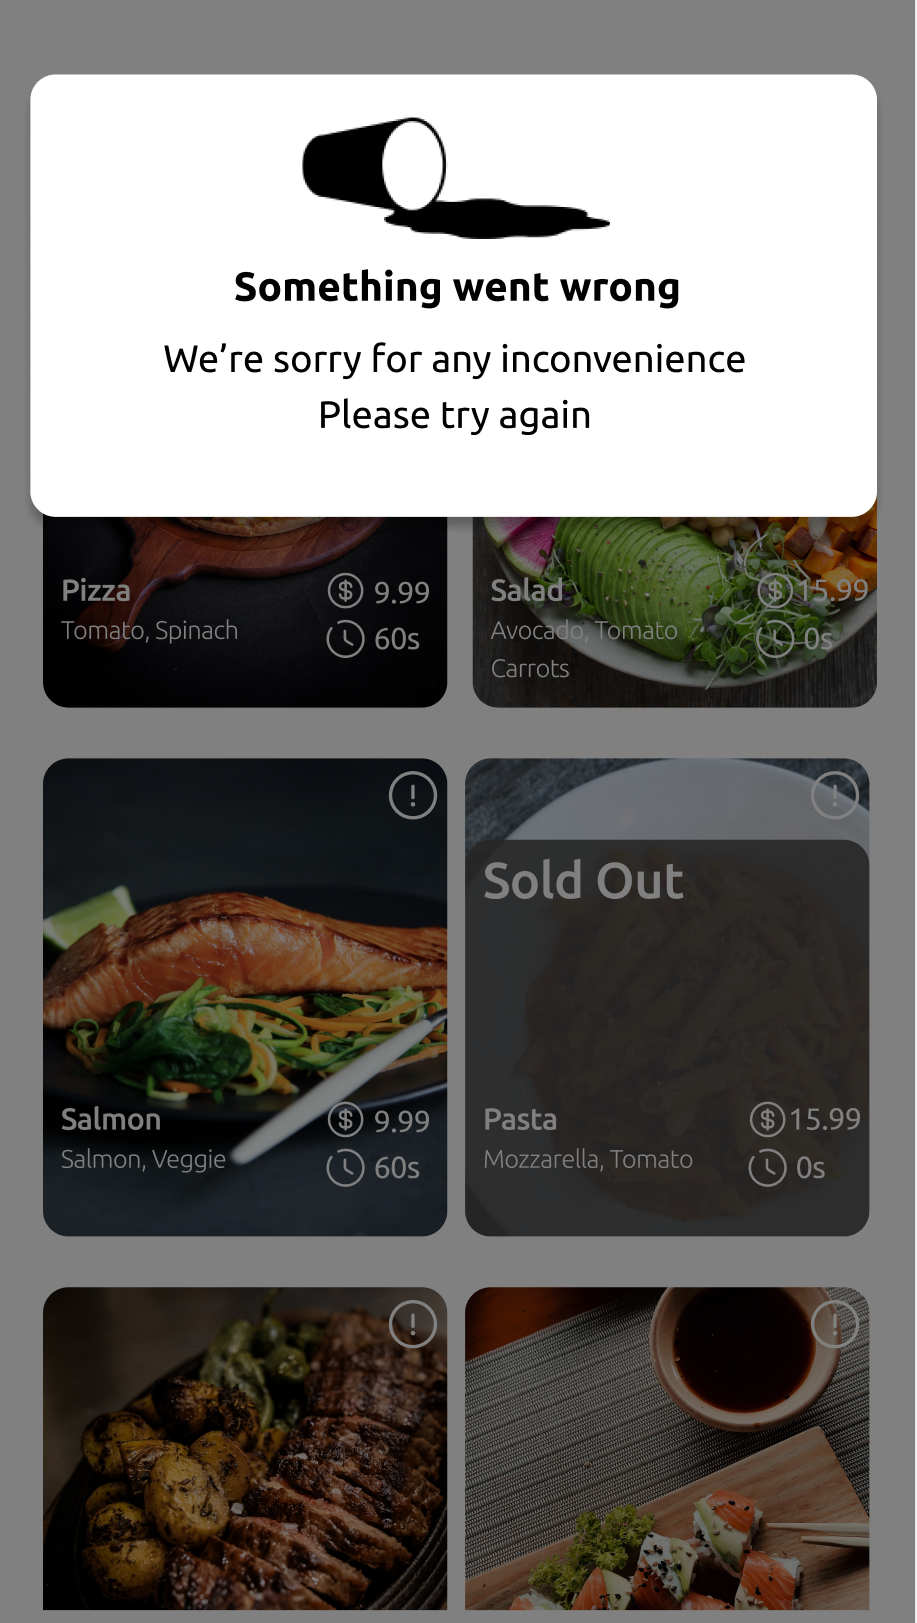 Something went wrong
We’re sorry for any inconvenience
Please try again
Pizza
$ 9.99
Tomato, Spinach
60s
Salad
$ 15.99
Avocado, Tomato
0s
Carrots
!
Salmon
$ 9.99
Salmon, Veggie
60s
!
Sold Out
Pasta
$ 15.99
Mozzarella, Tomato
0s
!
!